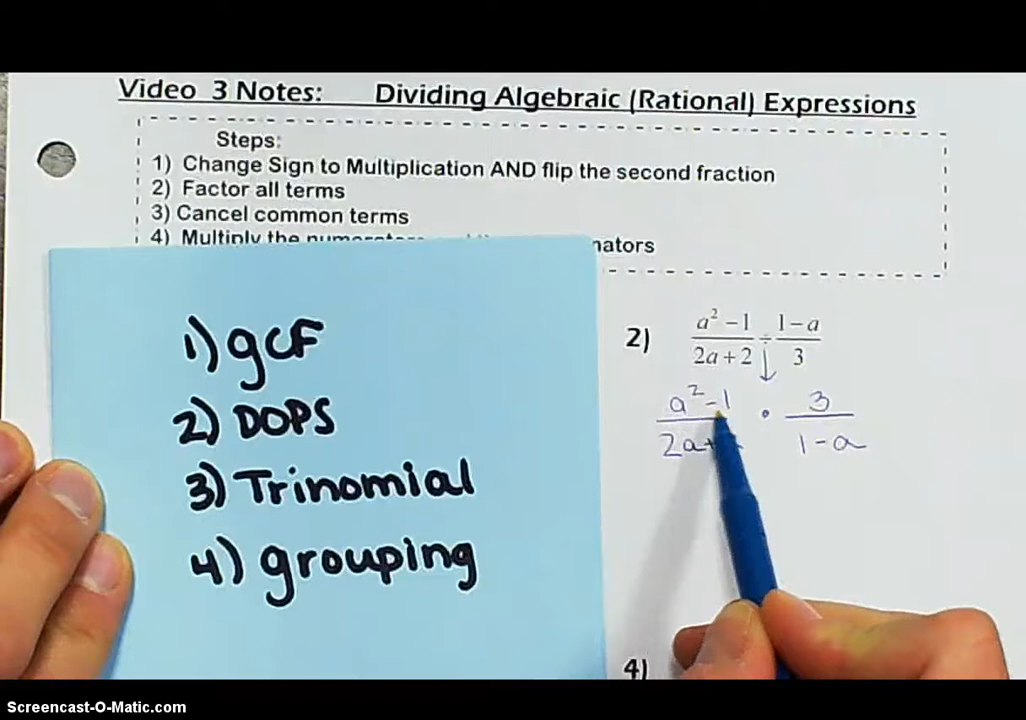 Video 3 Notes: Dividing Algebraic (Rational) Expressions
Steps:
1) Change Sign to Multiplication AND flip the second fraction
2) Factor all terms
3) Cancel common terms
4) Multiply the
1) gCF
2) DOPS
3) Trinomial
4) grouping
2) a² − 1 / 2a + 2 ÷ 1 − a / 3
a² − 1 / 2a + · 3 / 1 − a
4)
Screencast-O-Matic.com